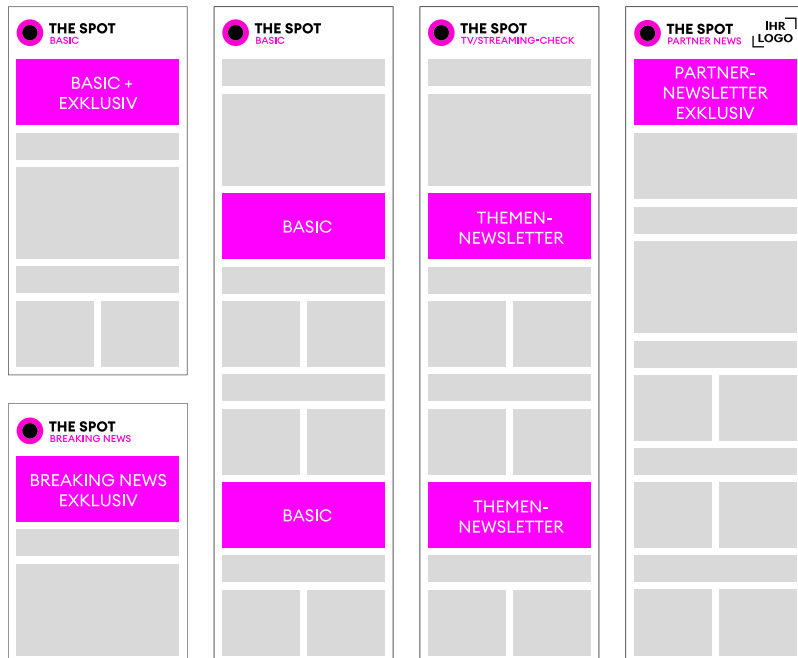 THE SPOT
BASIC
BASIC +
EXKLUSIV
THE SPOT
BREAKING NEWS
BREAKING NEWS
EXKLUSIV
THE SPOT
BASIC
BASIC
BASIC
THE SPOT
TV/STREAMING-CHECK
THEMEN-
NEWSLETTER
THEMEN-
NEWSLETTER
THE SPOT
PARTNER NEWS
IHR
LOGO
PARTNER-
NEWSLETTER
EXKLUSIV